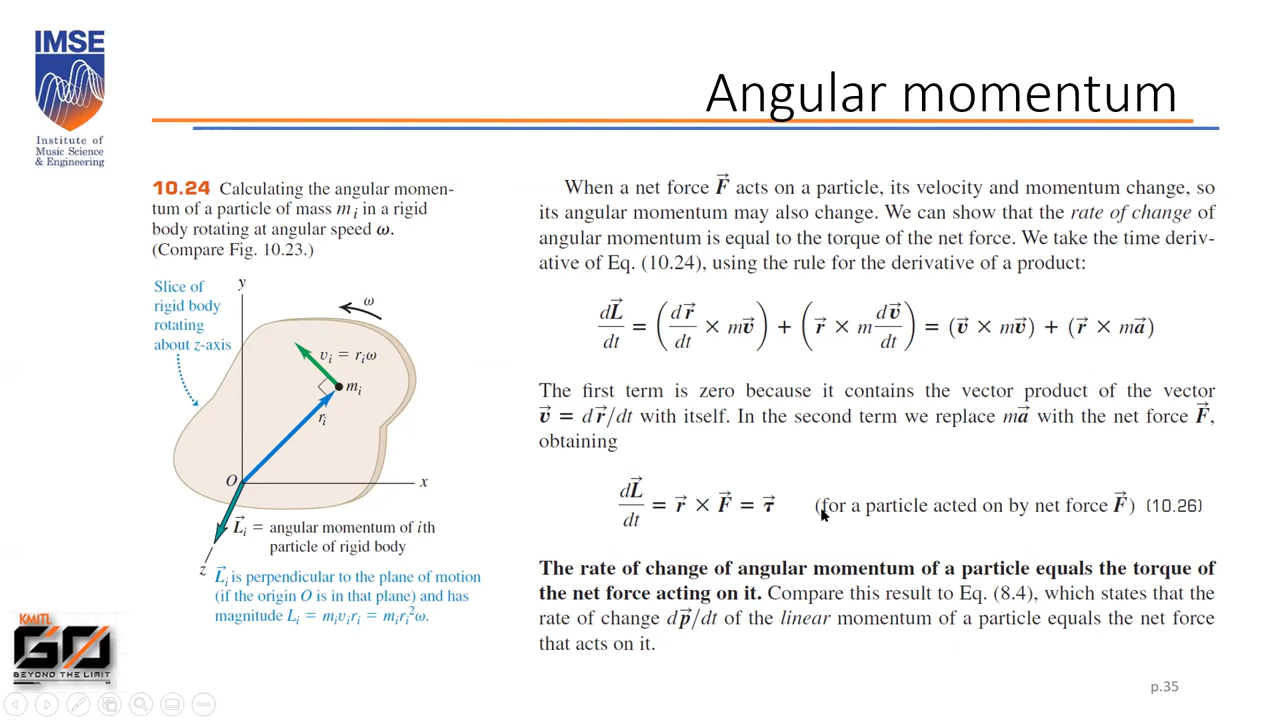 IMSE
Institute of
Music Science
& Engineering
Angular momentum
10.24 Calculating the angular momen-
tum of a particle of mass mᵢ in a rigid
body rotating at angular speed ω.
(Compare Fig. 10.23.)
Slice of
rigid body
rotating
about z-axis
y
ω
vᵢ = rᵢω
mᵢ
rᵢ
O
x
L⃗ᵢ = angular momentum of ith
particle of rigid body
z
L⃗ᵢ is perpendicular to the plane of motion
(if the origin O is in that plane) and has
magnitude Lᵢ = mᵢvᵢrᵢ = mᵢrᵢ²ω.
When a net force F⃗ acts on a particle, its velocity and momentum change, so
its angular momentum may also change. We can show that the rate of change of
angular momentum is equal to the torque of the net force. We take the time deriv-
ative of Eq. (10.24), using the rule for the derivative of a product:
dL⃗/dt = (dr⃗/dt × mv⃗) + (r⃗ × m dv⃗/dt) = (v⃗ × mv⃗) + (r⃗ × ma⃗)
The first term is zero because it contains the vector product of the vector
v⃗ = dr⃗/dt with itself. In the second term we replace ma⃗ with the net force F⃗,
obtaining
dL⃗/dt = r⃗ × F⃗ = τ⃗ (for a particle acted on by net force F⃗) (10.26)
The rate of change of angular momentum of a particle equals the torque of
the net force acting on it. Compare this result to Eq. (8.4), which states that the
rate of change dp⃗/dt of the linear momentum of a particle equals the net force
that acts on it.
KMITL
GO
BEYOND THE LIMIT
p.35